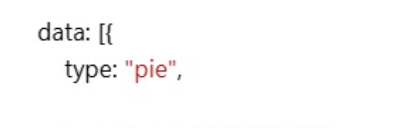 data: [{
type: "pie",